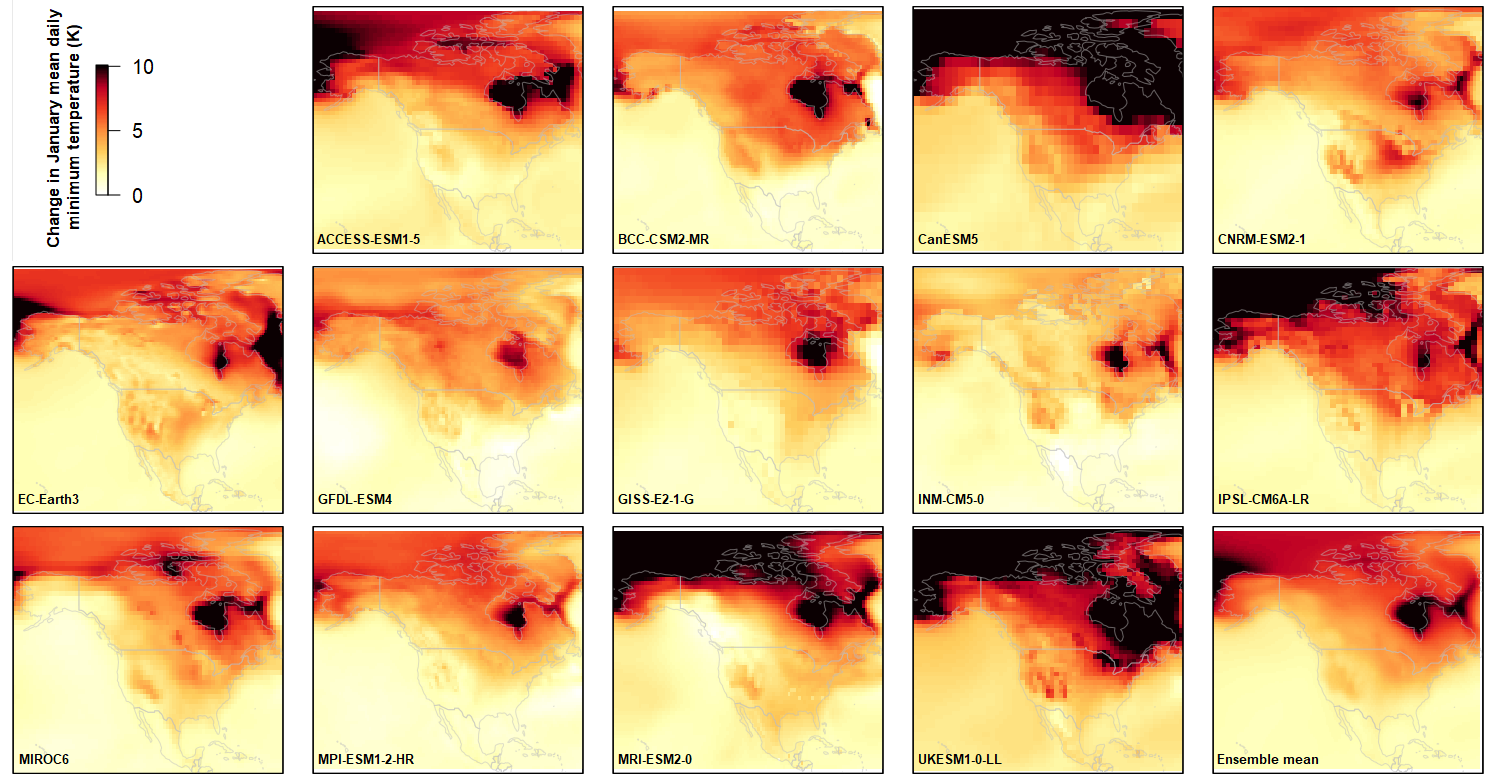 Change in January mean daily
minimum temperature (K)
10
5
0
ACCESS-ESM1-5
BCC-CSM2-MR
CanESM5
CNRM-ESM2-1
EC-Earth3
GFDL-ESM4
GISS-E2-1-G
INM-CM5-0
IPSL-CM6A-LR
MIROC6
MPI-ESM1-2-HR
MRI-ESM2-0
UKESM1-0-LL
Ensemble mean